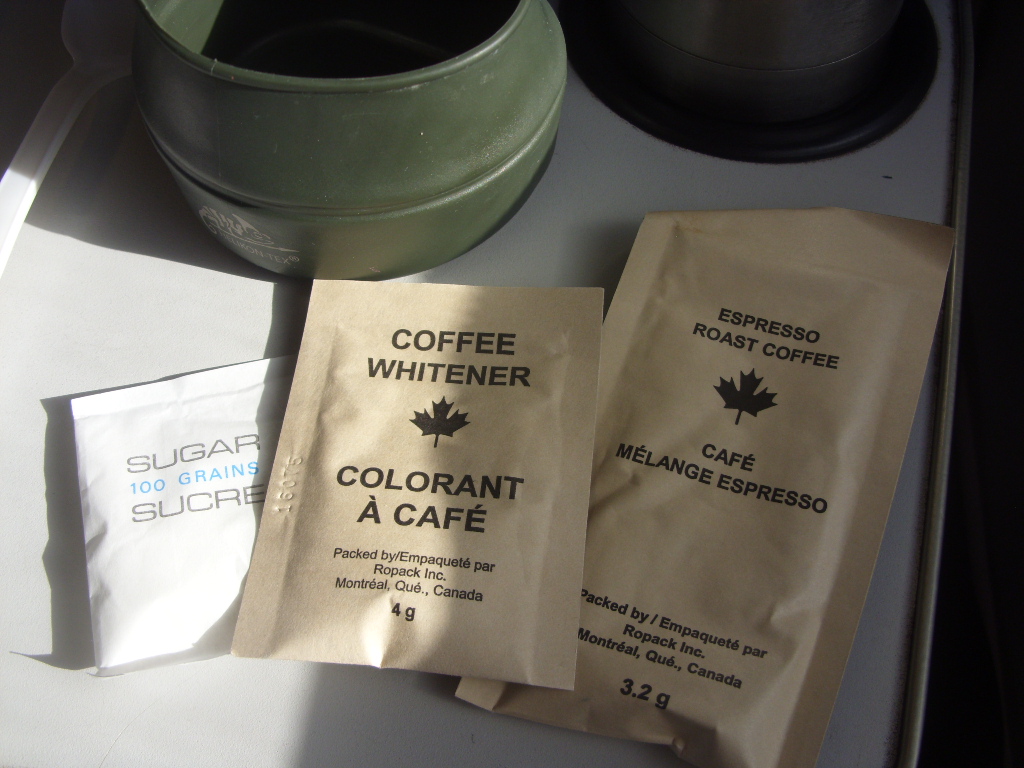 SUGAR
100 GRAINS
SUCRE
COFFEE
WHITENER
COLORANT
À CAFÉ
Packed by/Empaqueté par
Ropack Inc.
Montréal, Qué., Canada
4 g
16075
ESPRESSO
ROAST COFFEE
CAFÉ
MÉLANGE ESPRESSO
Packed by / Empaqueté par
Ropack Inc.
Montréal, Qué., Canada
3.2 g